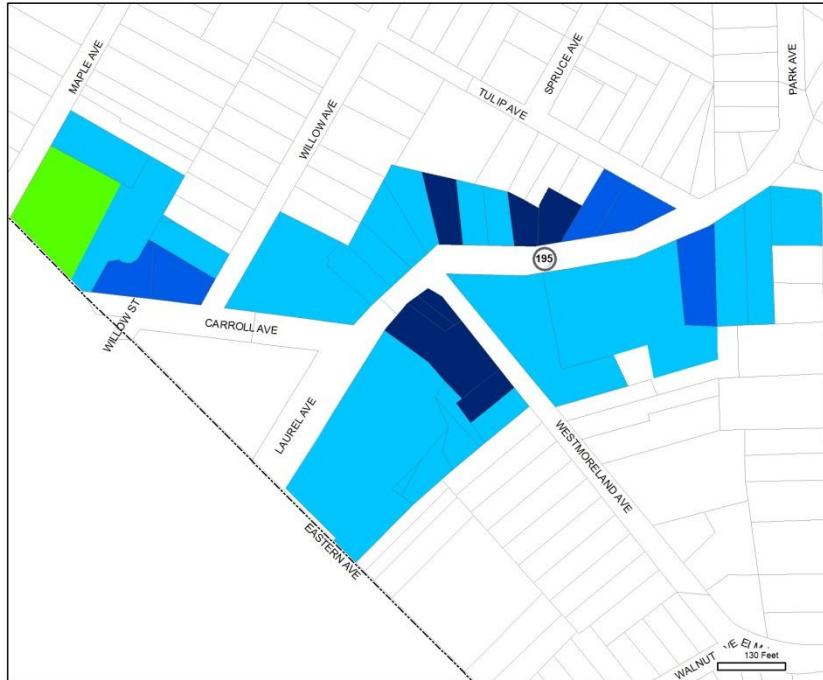 MAPLE AVE
WILLOW AVE
SPRUCE AVE
PARK AVE
TULIP AVE
195
WILLOW ST
CARROLL AVE
LAUREL AVE
WESTMORELAND AVE
EASTERN AVE
WALNUT
130 Feet